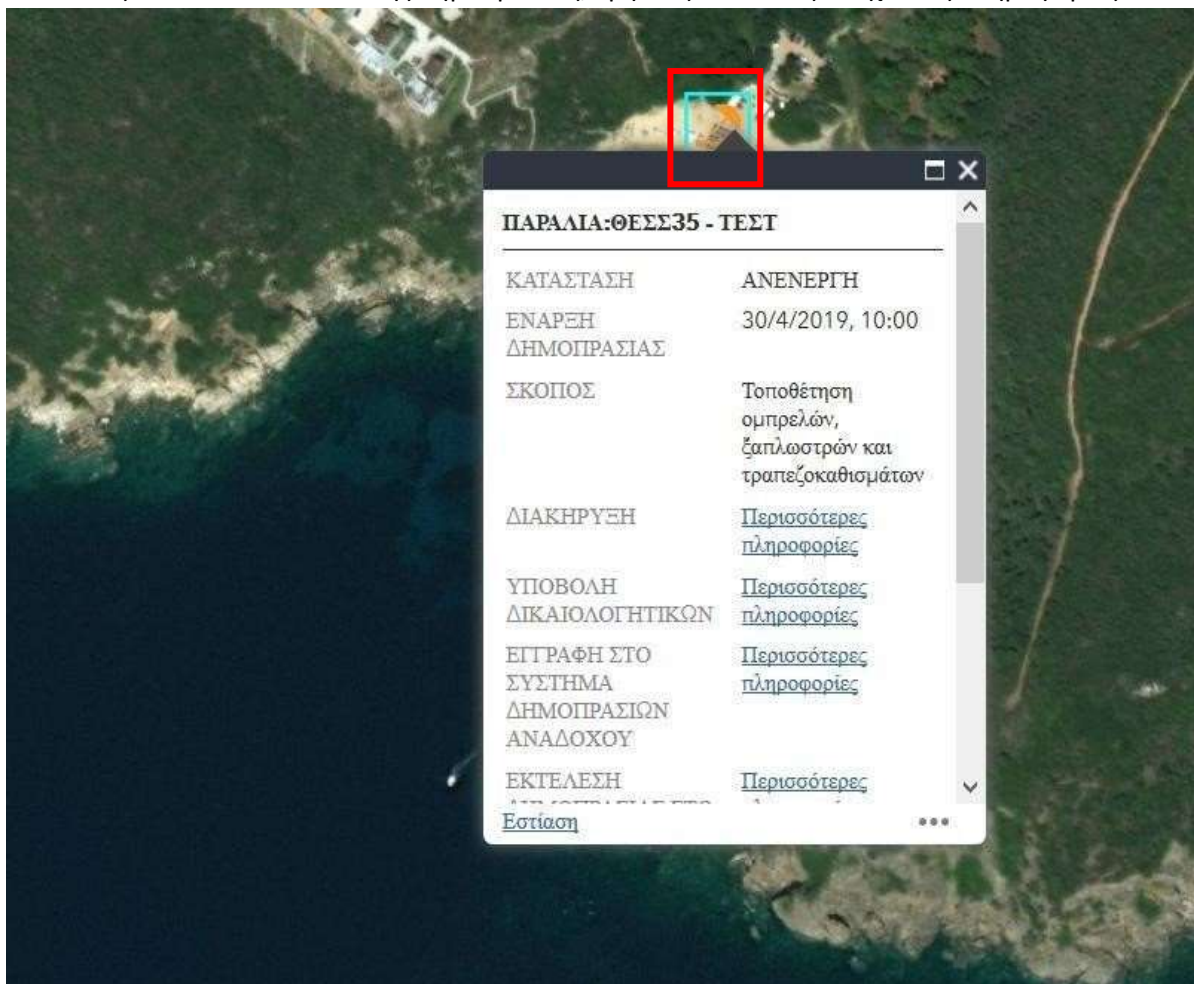 ΠΑΡΑΛΙΑ:ΘΕΣΣ35 - ΤΕΣΤ
ΚΑΤΑΣΤΑΣΗ ΑΝΕΝΕΡΓΗ
ΕΝΑΡΞΗ 30/4/2019, 10:00
ΔΗΜΟΠΡΑΣΙΑΣ
ΣΚΟΠΟΣ Τοποθέτηση
ομπρελών,
ξαπλωστρών και
τραπεζοκαθισμάτων
ΔΙΑΚΗΡΥΞΗ Περισσότερες
πληροφορίες
ΥΠΟΒΟΛΗ Περισσότερες
ΔΙΚΑΙΟΛΟΓΗΤΙΚΩΝ πληροφορίες
ΕΓΓΡΑΦΗ ΣΤΟ Περισσότερες
ΣΥΣΤΗΜΑ πληροφορίες
ΔΗΜΟΠΡΑΣΙΩΝ
ΑΝΑΔΟΧΟΥ
ΕΚΤΕΛΕΣΗ Περισσότερες
Εστίαση